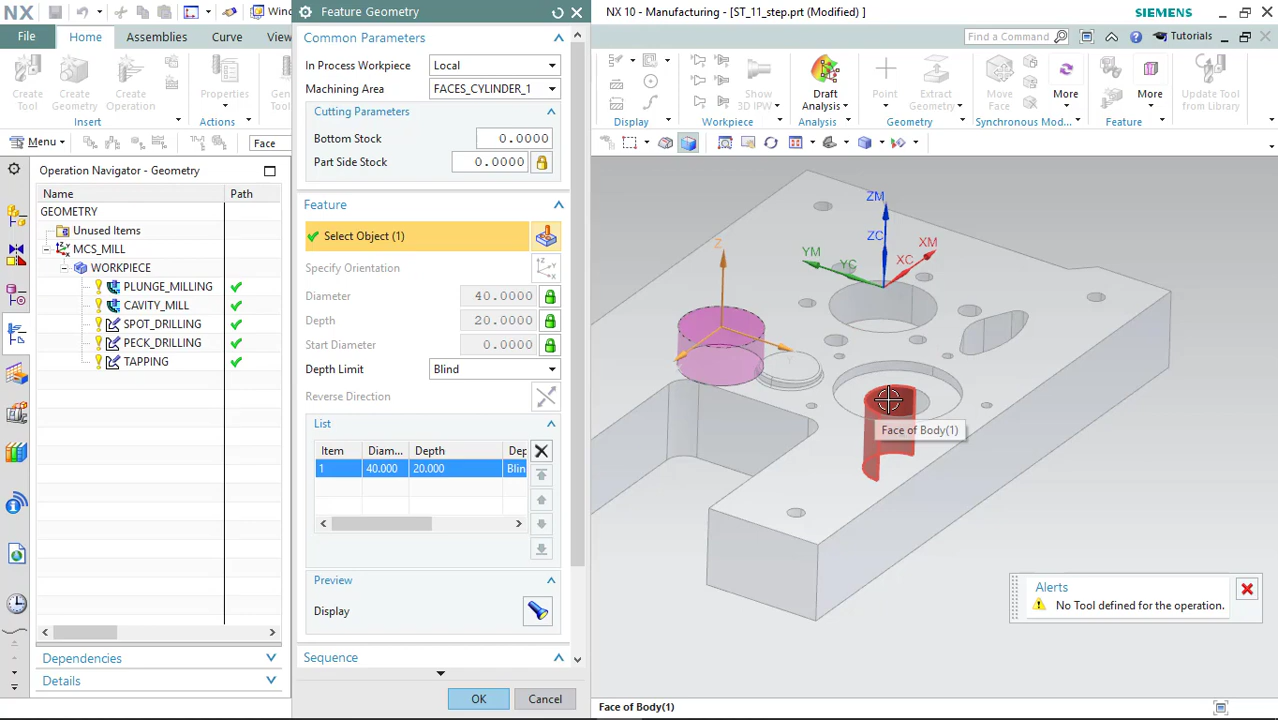 NX
Wind
Feature Geometry
NX 10 - Manufacturing - [ST_11_step.prt (Modified) ]
SIEMENS
File
Home
Assemblies
Curve
View
Find a Command
Tutorials
Create Tool
Create Geometry
Create Operation
Insert
Properties
Actions
Display
Show 3D IPW
Workpiece
Draft Analysis
Analysis
Point
Extract Geometry
Geometry
Move Face
More
Synchronous Mod...
More
Feature
Update Tool from Library
Menu
Face
Operation Navigator - Geometry
Name
Path
GEOMETRY
Unused Items
MCS_MILL
WORKPIECE
PLUNGE_MILLING
CAVITY_MILL
SPOT_DRILLING
PECK_DRILLING
TAPPING
Dependencies
Details
Common Parameters
In Process Workpiece
Local
Machining Area
FACES_CYLINDER_1
Cutting Parameters
Bottom Stock
0.0000
Part Side Stock
0.0000
Feature
Select Object (1)
Specify Orientation
Diameter
40.0000
Depth
20.0000
Start Diameter
0.0000
Depth Limit
Blind
Reverse Direction
List
Item
Diam...
Depth
Dep
1
40.000
20.000
Blin
Preview
Display
Sequence
OK
Cancel
ZM
ZC
XM
XC
YM
YC
Z
Face of Body(1)
Alerts
No Tool defined for the operation.
Face of Body(1)